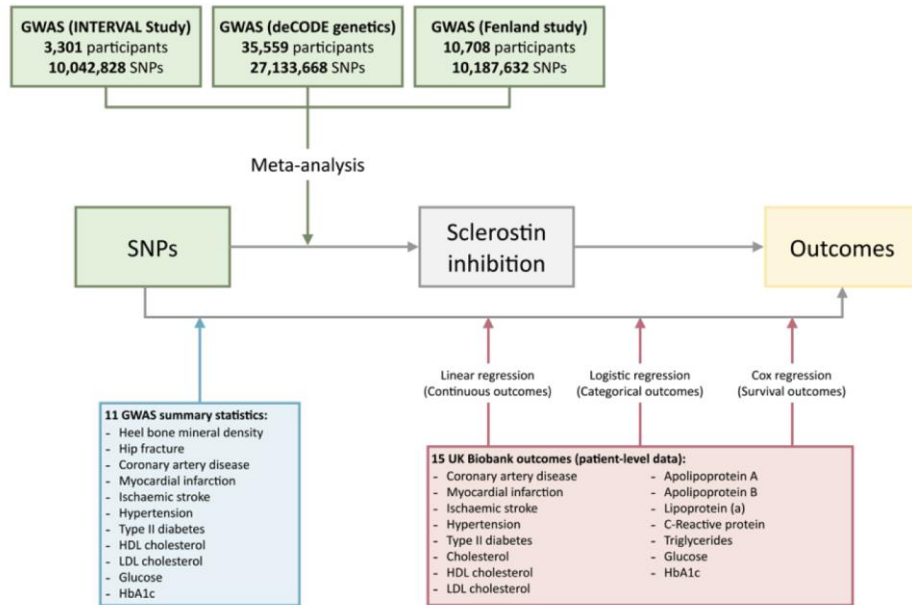 GWAS (INTERVAL Study)
3,301 participants
10,042,828 SNPs
GWAS (deCODE genetics)
35,559 participants
27,133,668 SNPs
GWAS (Fenland study)
10,708 participants
10,187,632 SNPs
Meta-analysis
SNPs
Sclerostin
inhibition
Outcomes
Linear regression
(Continuous outcomes)
Logistic regression
(Categorical outcomes)
Cox regression
(Survival outcomes)
11 GWAS summary statistics:
- Heel bone mineral density
- Hip fracture
- Coronary artery disease
- Myocardial infarction
- Ischaemic stroke
- Hypertension
- Type II diabetes
- HDL cholesterol
- LDL cholesterol
- Glucose
- HbA1c
15 UK Biobank outcomes (patient-level data):
- Coronary artery disease
- Myocardial infarction
- Ischaemic stroke
- Hypertension
- Type II diabetes
- Cholesterol
- HDL cholesterol
- LDL cholesterol
- Apolipoprotein A
- Apolipoprotein B
- Lipoprotein (a)
- C-Reactive protein
- Triglycerides
- Glucose
- HbA1c